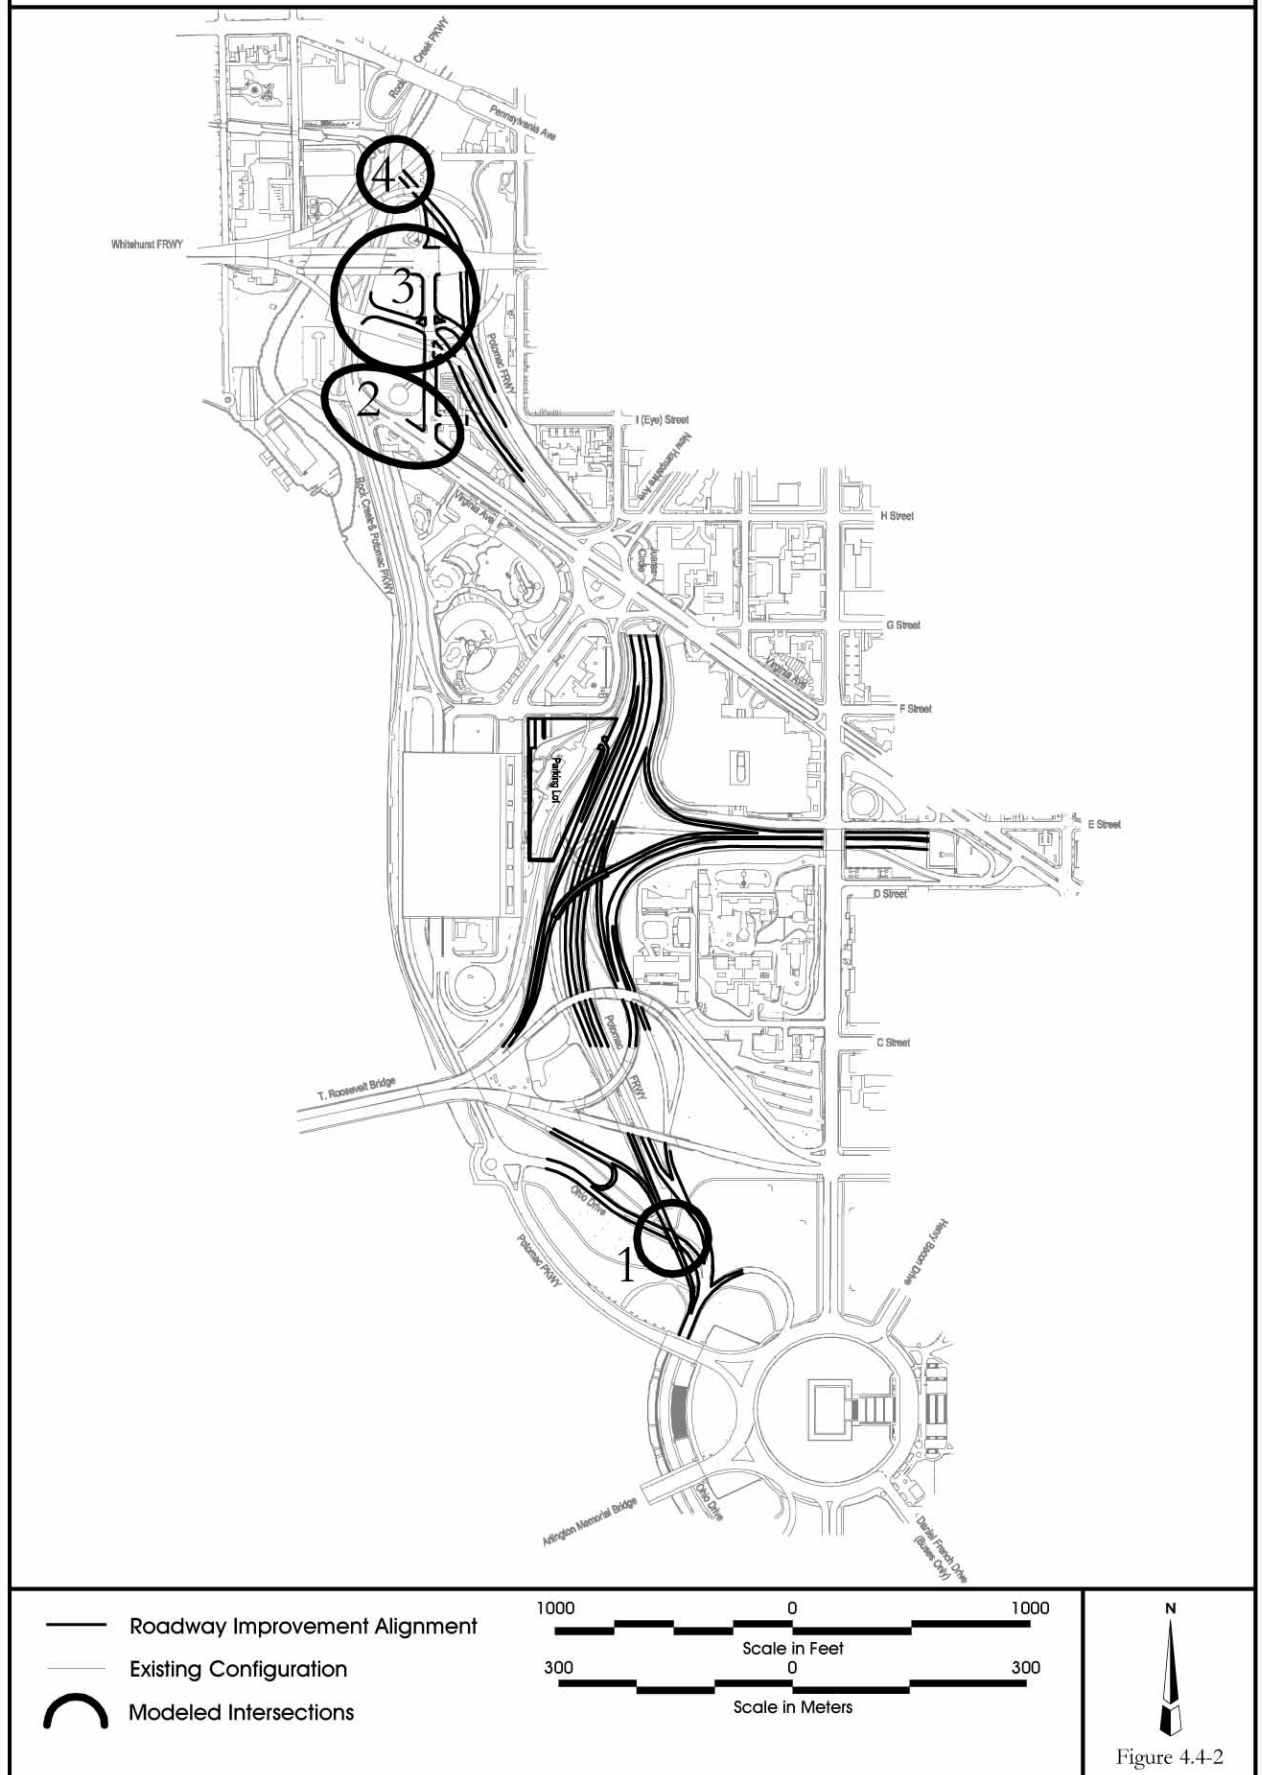 Creek PKWY
Rock
Pennsylvania Ave
4
Whitehurst FRWY
3
Potomac FRWY
2
I (Eye) Street
New Hampshire Ave
Rock Creek & Potomac PKWY
Virginia Ave
H Street
Juarez
Circle
G Street
Virginia Ave
F Street
Parking Lot
E Street
D Street
Potomac
FRWY
C Street
T. Roosevelt Bridge
Ohio Drive
Potomac PKWY
1
Henry Bacon Drive
Arlington Memorial Bridge
Ohio Drive
Daniel French Drive
(Buses Only)
Roadway Improvement Alignment
Existing Configuration
Modeled Intersections
1000 0 1000
Scale in Feet
300 0 300
Scale in Meters
N
Figure 4.4-2